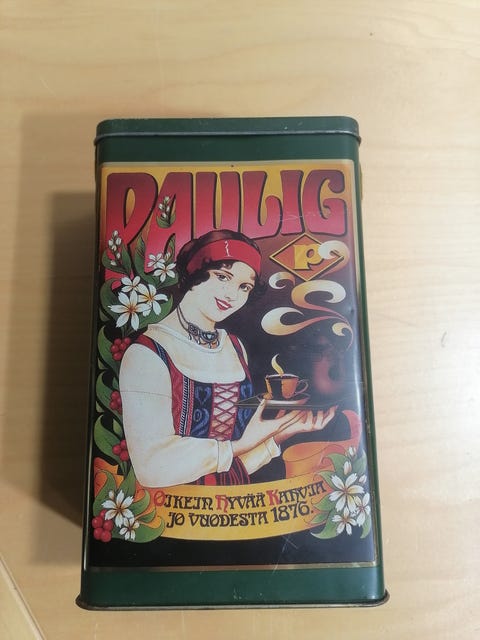 PAULIG
P
OIKEIN HYVÄÄ KAHVIA
JO VUODESTA 1876.